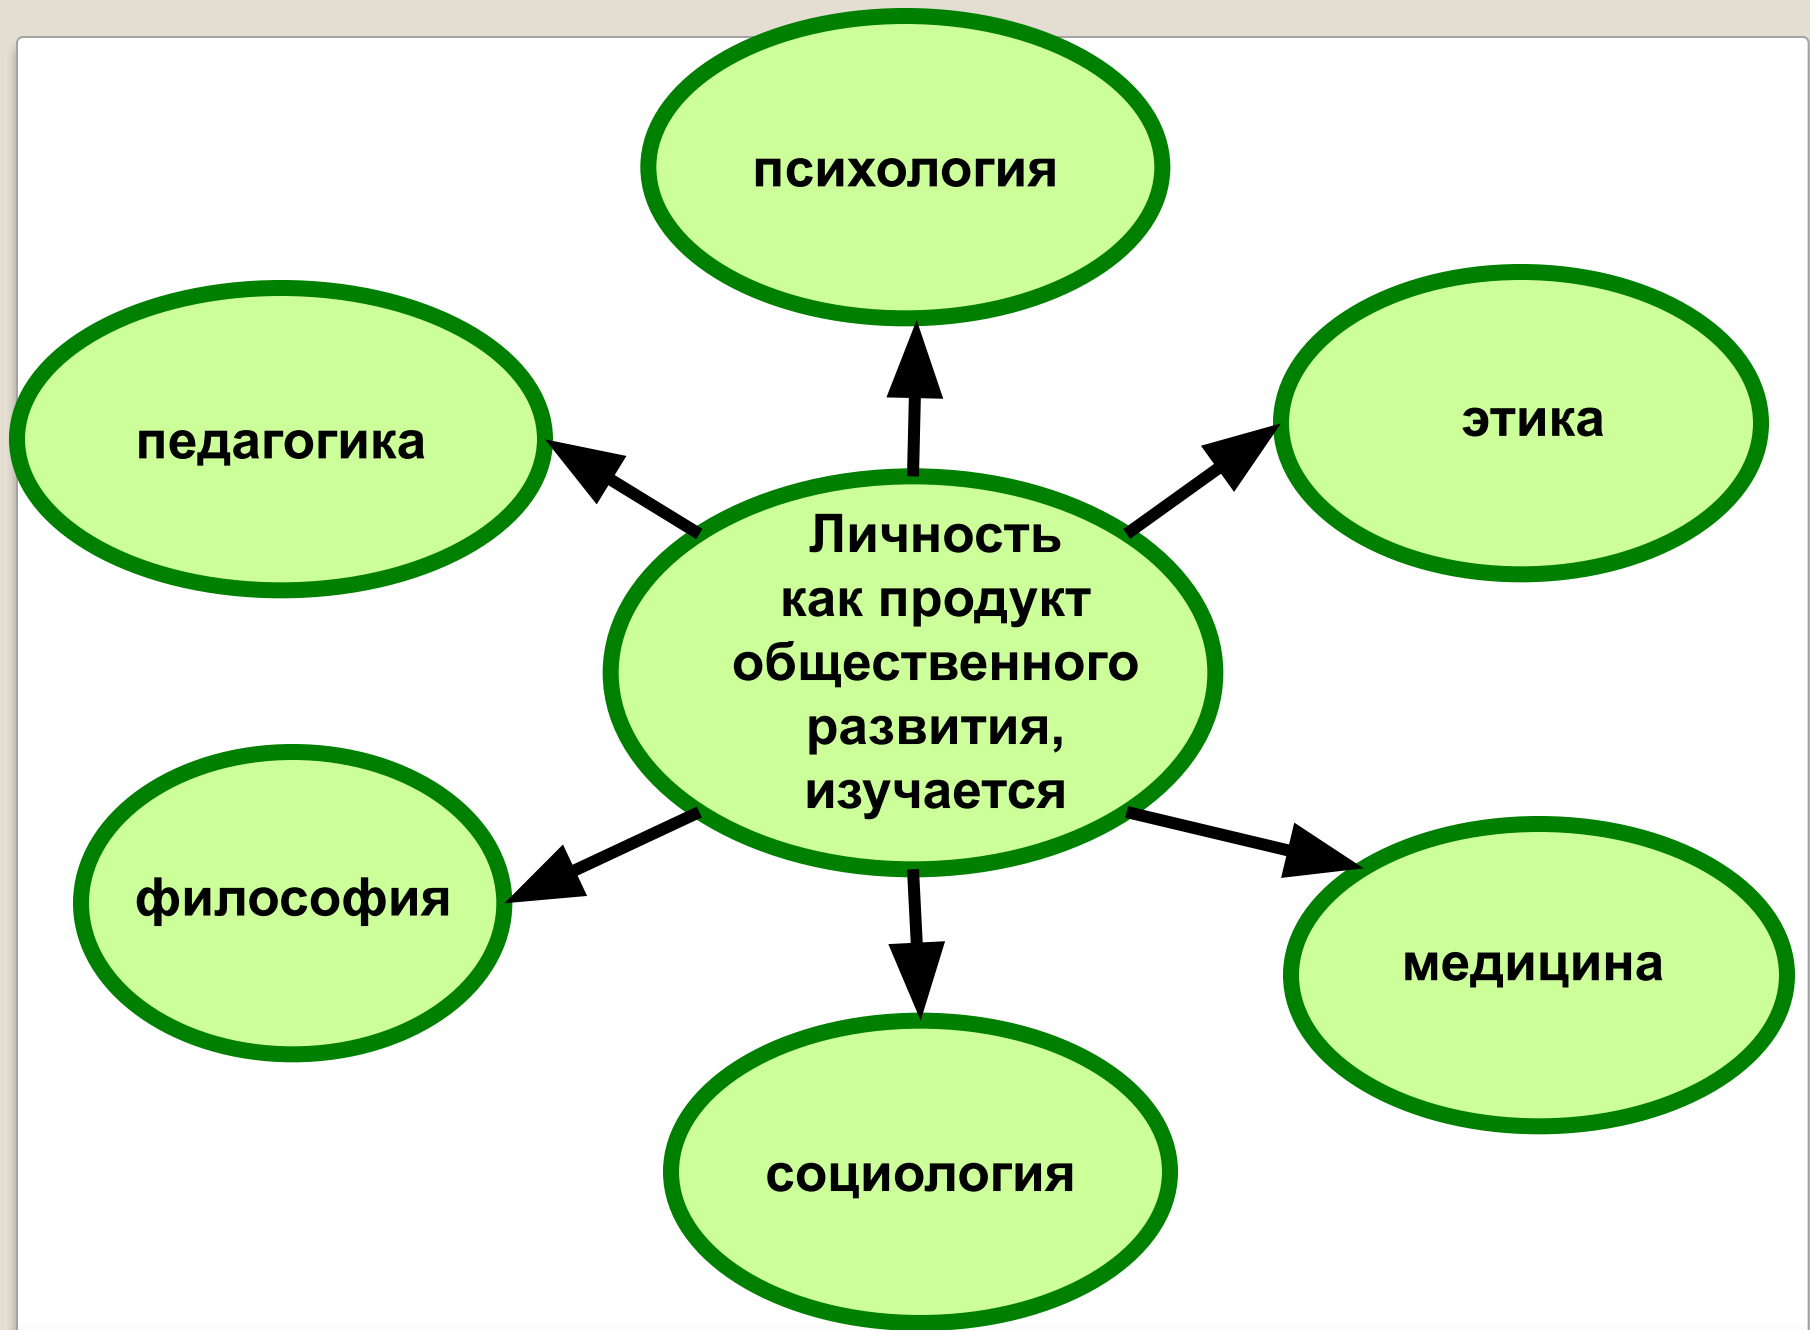 психология
этика
педагогика
Личность
как продукт
общественного
развития,
изучается
философия
медицина
социология